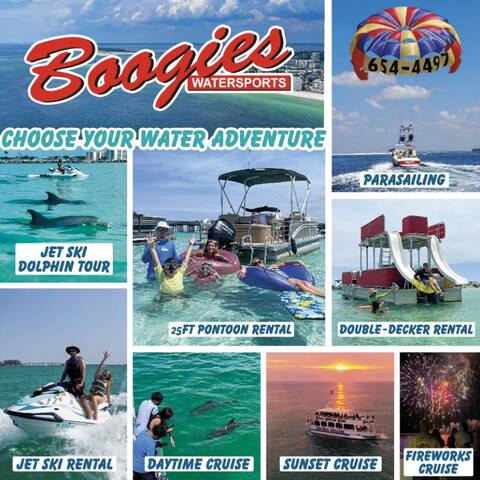 Boogies
WATERSPORTS
654-4497
CHOOSE YOUR WATER ADVENTURE
PARASAILING
JET SKI
DOLPHIN TOUR
25FT PONTOON RENTAL
DOUBLE-DECKER RENTAL
JET SKI RENTAL
DAYTIME CRUISE
SUNSET CRUISE
FIREWORKS
CRUISE